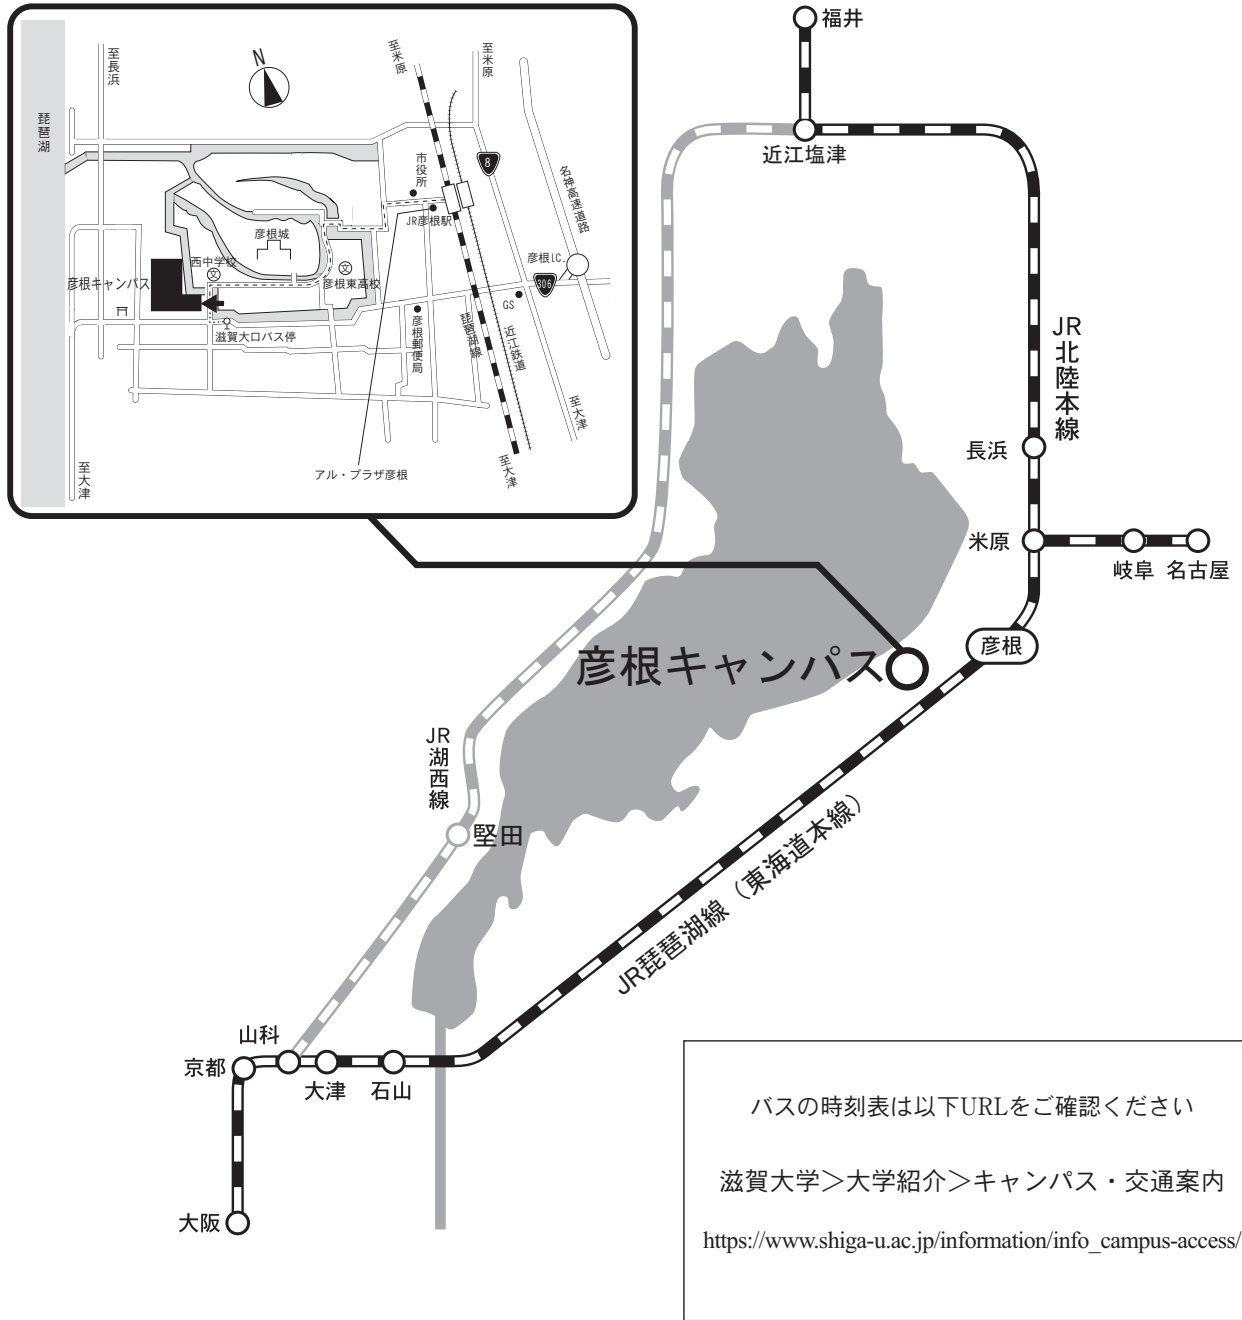 至長浜
N
至米原
至米原
琵琶湖
8
名神高速道路
市役所
JR彦根駅
彦根城
西中学校
文
文
彦根東高校
彦根I.C.
306
GS
彦根キャンパス
滋賀大口バス停
彦根郵便局
琵琶湖線
近江鉄道
至大津
至大津
至大津
アル・プラザ彦根
福井
近江塩津
JR北陸本線
長浜
米原
岐阜
名古屋
彦根
彦根キャンパス
JR湖西線
堅田
JR琵琶湖線（東海道本線）
山科
京都
大津
石山
大阪
バスの時刻表は以下URLをご確認ください
滋賀大学＞大学紹介＞キャンパス・交通案内
https://www.shiga-u.ac.jp/information/info_campus-access/